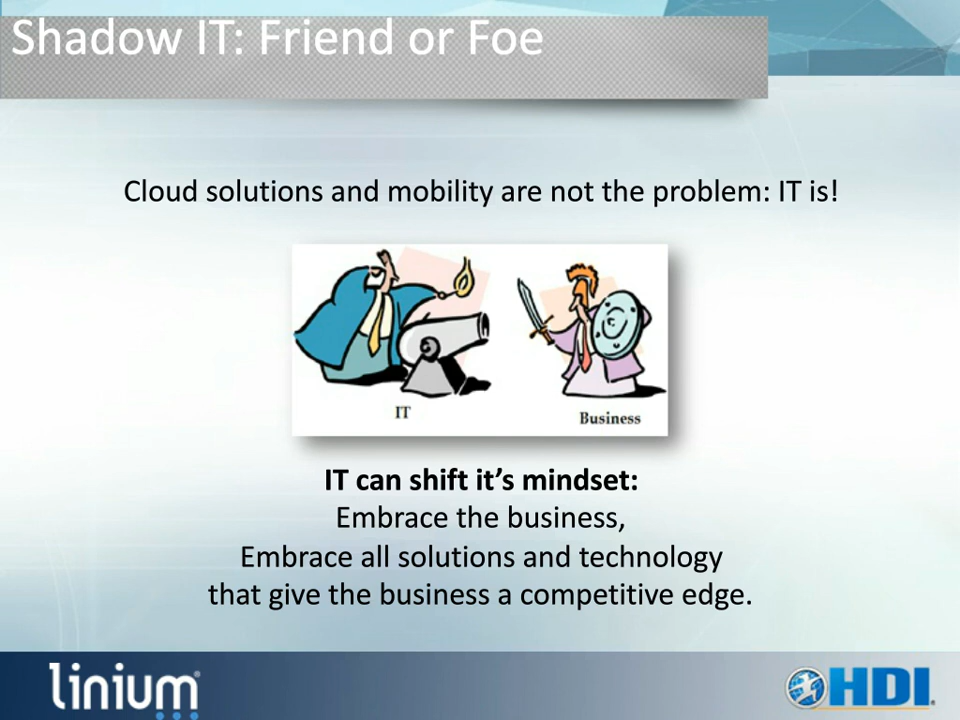 Shadow IT: Friend or Foe
Cloud solutions and mobility are not the problem: IT is!
IT
Business
IT can shift it’s mindset:
Embrace the business,
Embrace all solutions and technology
that give the business a competitive edge.
linium®
HDI®